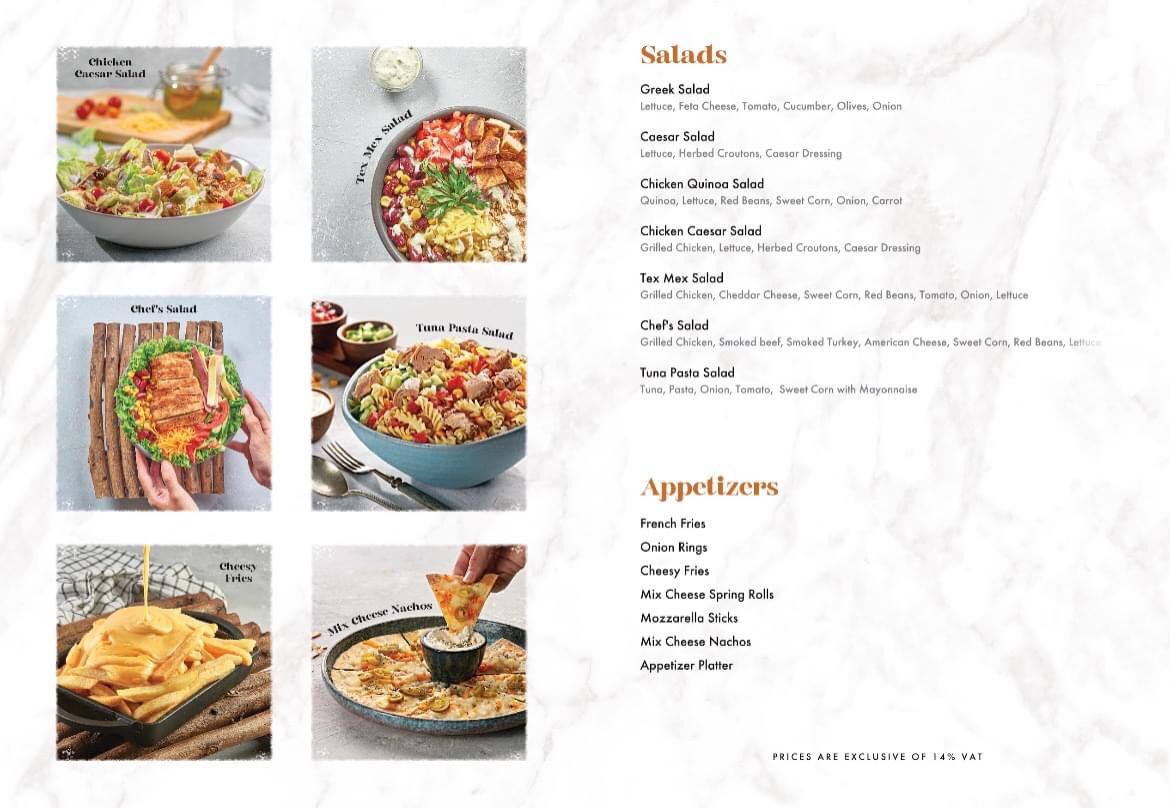 Chicken
Caesar Salad
Tex Mex Salad
Chef's Salad
Tuna Pasta Salad
Cheesy
Fries
Mix Cheese Nachos
Salads
Greek Salad
Lettuce, Feta Cheese, Tomato, Cucumber, Olives, Onion
Caesar Salad
Lettuce, Herbed Croutons, Caesar Dressing
Chicken Quinoa Salad
Quinoa, Lettuce, Red Beans, Sweet Corn, Onion, Carrot
Chicken Caesar Salad
Grilled Chicken, Lettuce, Herbed Croutons, Caesar Dressing
Tex Mex Salad
Grilled Chicken, Cheddar Cheese, Sweet Corn, Red Beans, Tomato, Onion, Lettuce
Chef's Salad
Grilled Chicken, Smoked beef, Smoked Turkey, American Cheese, Sweet Corn, Red Beans, Lettuce
Tuna Pasta Salad
Tuna, Pasta, Onion, Tomato, Sweet Corn with Mayonnaise
Appetizers
French Fries
Onion Rings
Cheesy Fries
Mix Cheese Spring Rolls
Mozzarella Sticks
Mix Cheese Nachos
Appetizer Platter
PRICES ARE EXCLUSIVE OF 14% VAT